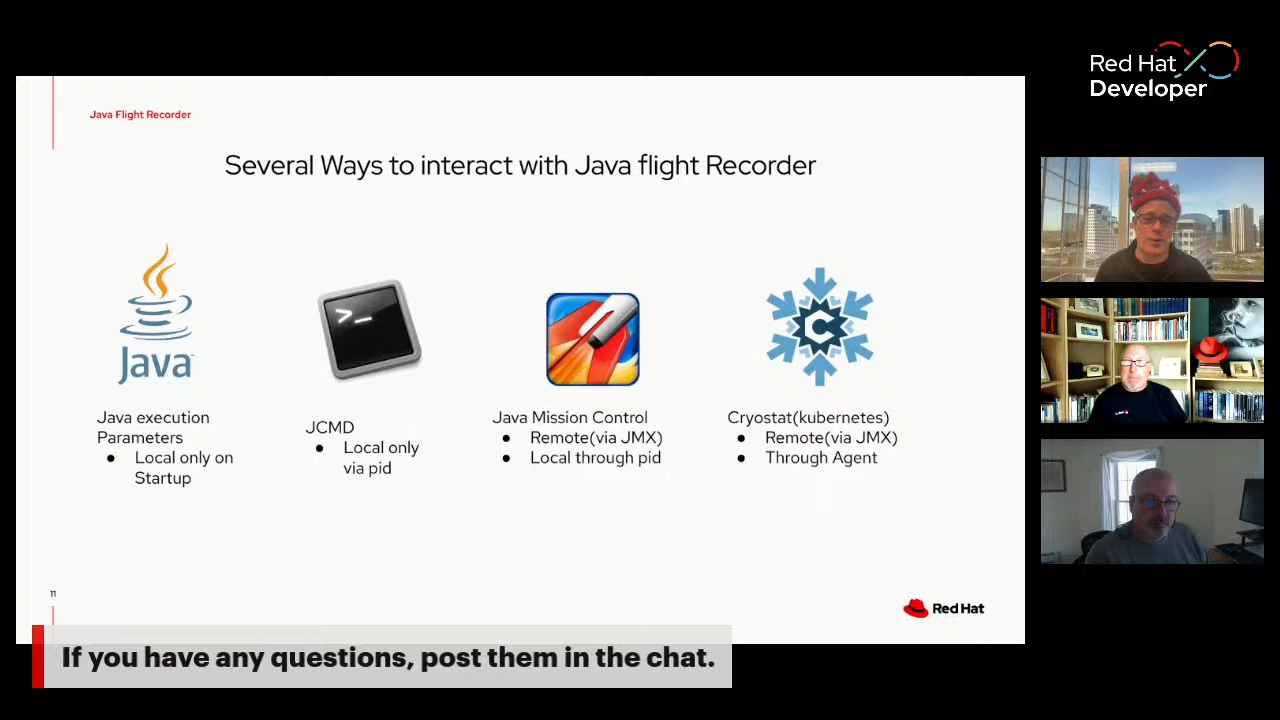 Red Hat
Developer
Java Flight Recorder
Several Ways to interact with Java flight Recorder
Java
>_
C
Java execution
Parameters
● Local only on
Startup
JCMD
● Local only
via pid
Java Mission Control
● Remote(via JMX)
● Local through pid
Cryostat(kubernetes)
● Remote(via JMX)
● Through Agent
11
Red Hat
If you have any questions, post them in the chat.